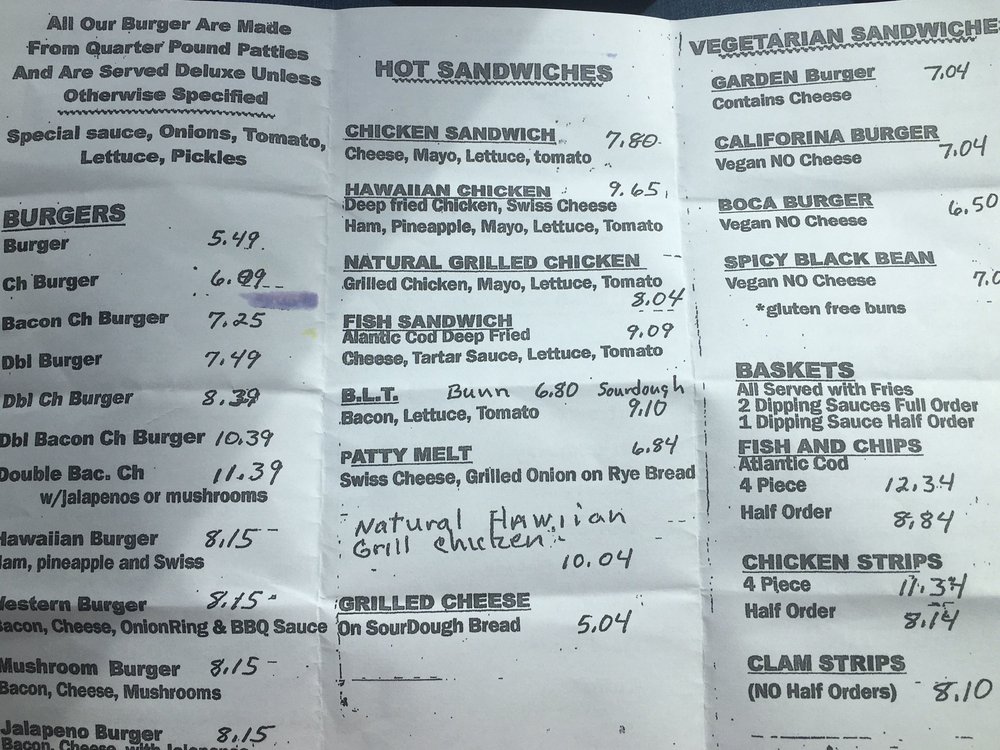 All Our Burger Are Made
From Quarter Pound Patties
And Are Served Deluxe Unless
Otherwise Specified
Special sauce, Onions, Tomato,
Lettuce, Pickles
BURGERS
Burger 5.49
Ch Burger
Bacon Ch Burger 7.25
Dbl Burger 7.49
Dbl Ch Burger 8.39
Dbl Bacon Ch Burger 10.39
Double Bac. Ch 11.39
w/jalapenos or mushrooms
Hawaiian Burger 8.15
Ham, pineapple and Swiss
Western Burger 8.15
Bacon, Cheese, OnionRing & BBQ Sauce
Mushroom Burger 8.15
Bacon, Cheese, Mushrooms
Jalapeno Burger 8.15
Bacon, Cheese, with Jalapenos
HOT SANDWICHES
CHICKEN SANDWICH 7.80
Cheese, Mayo, Lettuce, tomato
HAWAIIAN CHICKEN 9.65
Deep fried Chicken, Swiss Cheese
Ham, Pineapple, Mayo, Lettuce, Tomato
NATURAL GRILLED CHICKEN
Grilled Chicken, Mayo, Lettuce, Tomato
8.04
FISH SANDWICH
Alantic Cod Deep Fried 9.09
Cheese, Tartar Sauce, Lettuce, Tomato
B.L.T. Bunn 6.80 Sourdough
Bacon, Lettuce, Tomato 9.10
PATTY MELT 6.84
Swiss Cheese, Grilled Onion on Rye Bread
Natural Hawiian
Grill chicken
10.04
GRILLED CHEESE
On SourDough Bread 5.04
VEGETARIAN SANDWICHE
GARDEN Burger 7.04
Contains Cheese
CALIFORINA BURGER 7.04
Vegan NO Cheese
BOCA BURGER 6.50
Vegan NO Cheese
SPICY BLACK BEAN
Vegan NO Cheese 7.0
*gluten free buns
BASKETS
All Served with Fries
2 Dipping Sauces Full Order
1 Dipping Sauce Half Order
FISH AND CHIPS
Atlantic Cod
4 Piece 12.34
Half Order 8.84
CHICKEN STRIPS
4 Piece 11.34
Half Order 8.14
CLAM STRIPS
(NO Half Orders) 8.10